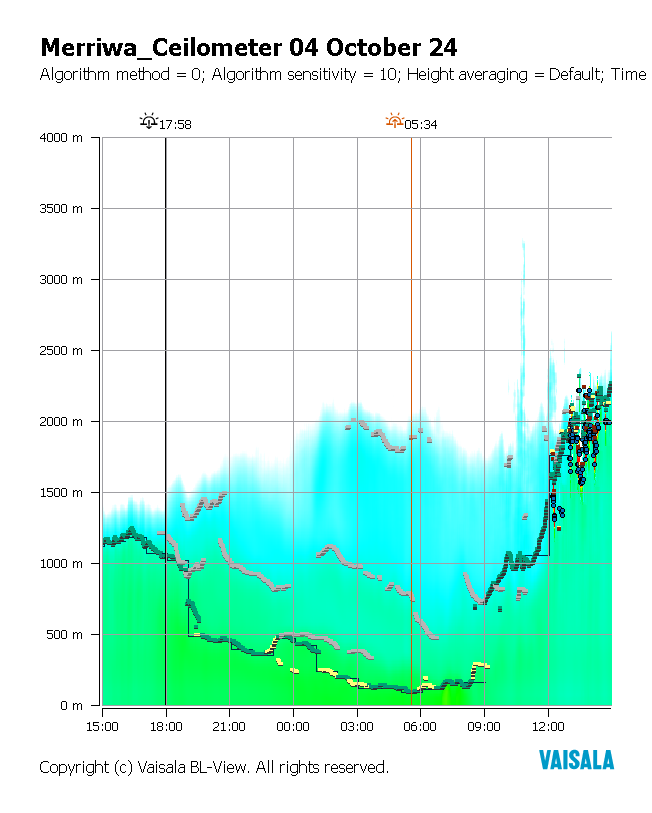 Merriwa_Ceilometer 04 October 24
Algorithm method = 0; Algorithm sensitivity = 10; Height averaging = Default; Time
17:58 05:34
4000 m
3500 m
3000 m
2500 m
2000 m
1500 m
1000 m
500 m
0 m
15:00 18:00 21:00 00:00 03:00 06:00 09:00 12:00
VAISALA
Copyright (c) Vaisala BL-View. All rights reserved.